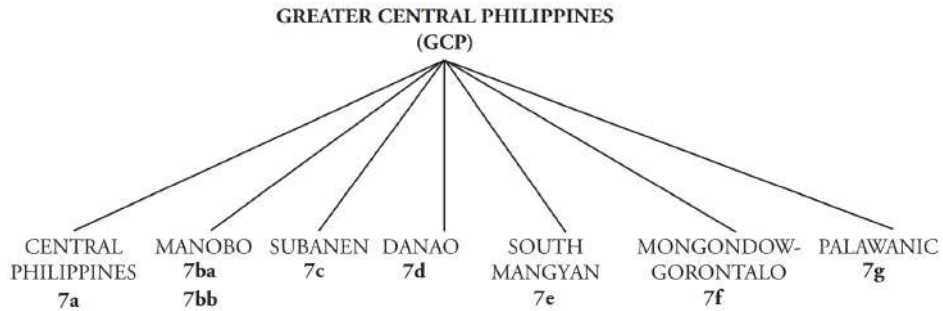 GREATER CENTRAL PHILIPPINES
(GCP)
CENTRAL PHILIPPINES
7a
MANOBO
7ba
7bb
SUBANEN
7c
DANAO
7d
SOUTH
MANGYAN
7e
MONGONDOW-
GORONTALO
7f
PALAWANIC
7g